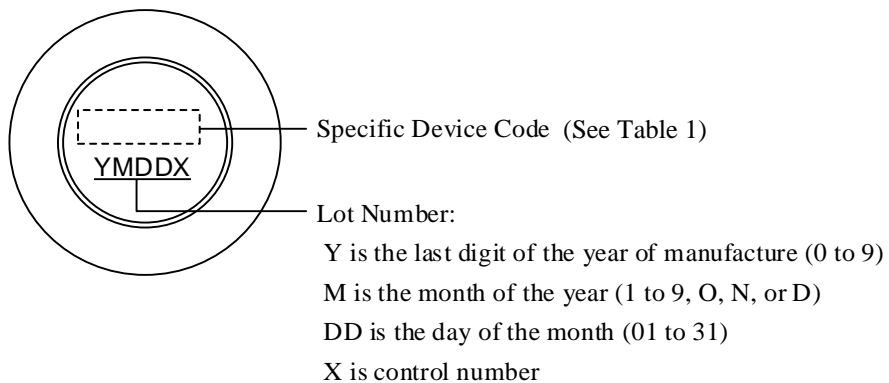 Specific Device Code (See Table 1)
YMDDX
Lot Number:
Y is the last digit of the year of manufacture (0 to 9)
M is the month of the year (1 to 9, O, N, or D)
DD is the day of the month (01 to 31)
X is control number